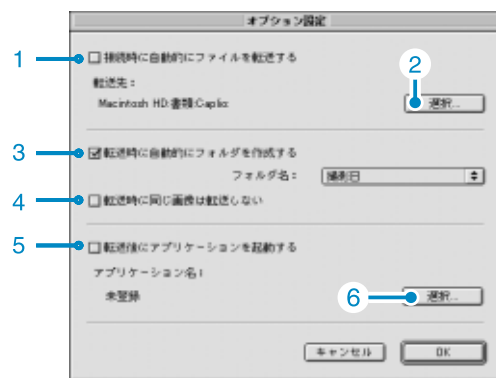 オプション設定
1 接続時に自動的にファイルを転送する
2
転送先：
Macintosh HD:書類:Caplio 選択...
3 転送時に自動的にフォルダを作成する
フォルダ名： 撮影日
4 転送時に同じ画像は転送しない
5 転送後にアプリケーションを起動する
アプリケーション名：
未登録 6 選択...
キャンセル OK